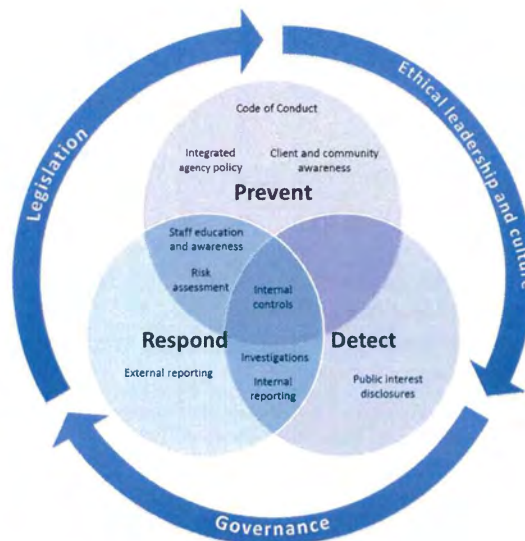 Legislation
Ethical leadership and culture
Code of Conduct
Integrated
agency policy
Client and community
awareness
Prevent
Staff education
and awareness
Risk
assessment
Internal
controls
Respond
Detect
Investigations
External reporting
Internal
reporting
Public interest
disclosures
Governance